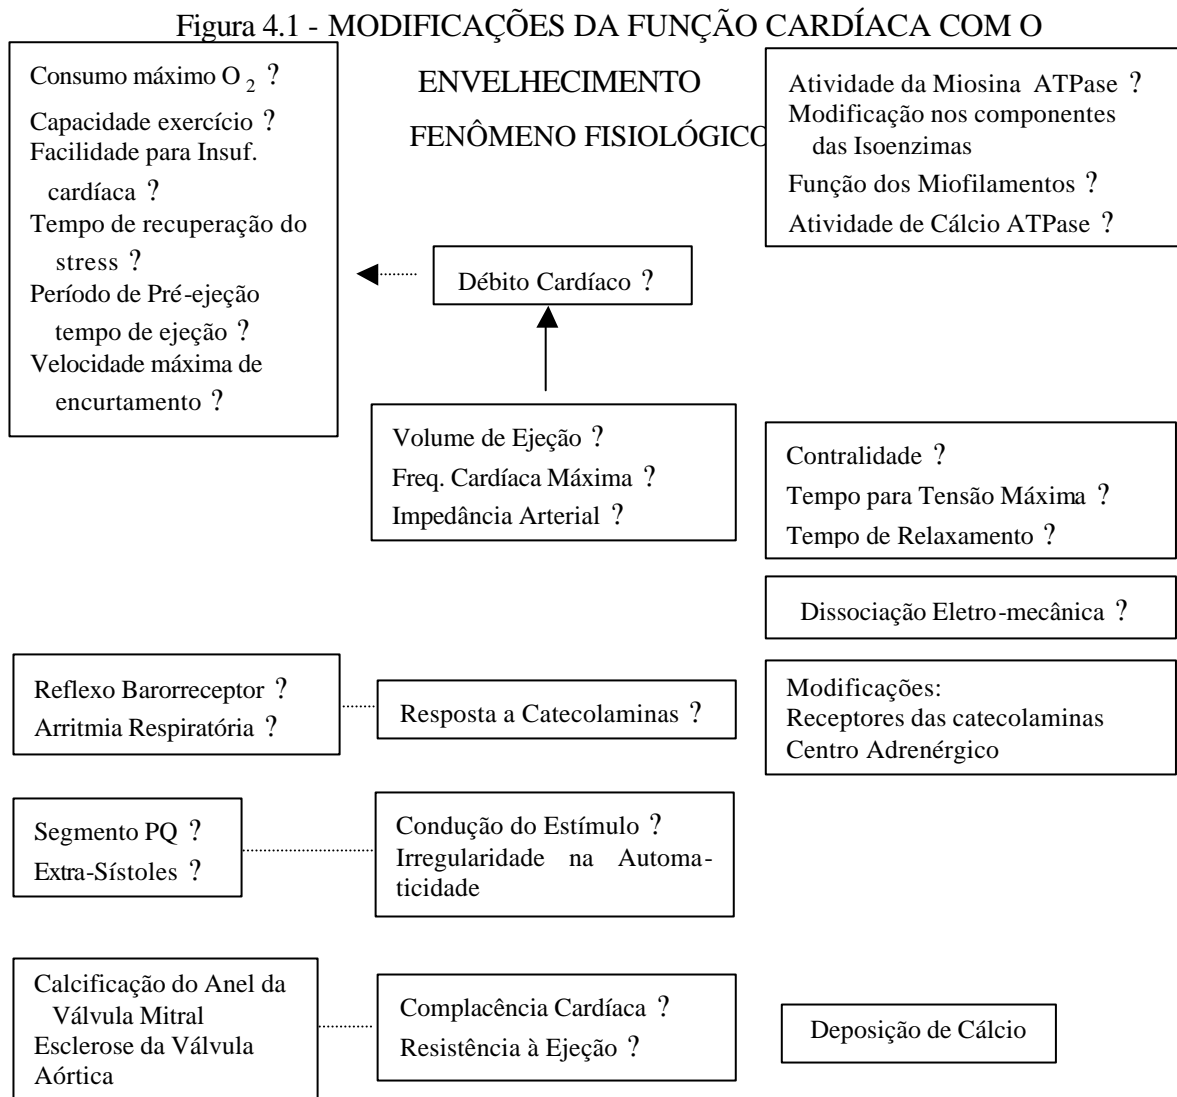 Figura 4.1 - MODIFICAÇÕES DA FUNÇÃO CARDÍACA COM O
ENVELHECIMENTO
FENÔMENO FISIOLÓGICO
Consumo máximo O 2 ?
Capacidade exercício ?
Facilidade para Insuf.
cardíaca ?
Tempo de recuperação do
stress ?
Período de Pré-ejeção
tempo de ejeção ?
Velocidade máxima de
encurtamento ?
Atividade da Miosina ATPase ?
Modificação nos componentes
das Isoenzimas
Função dos Miofilamentos ?
Atividade de Cálcio ATPase ?
Débito Cardíaco ?
Volume de Ejeção ?
Freq. Cardíaca Máxima ?
Impedância Arterial ?
Contralidade ?
Tempo para Tensão Máxima ?
Tempo de Relaxamento ?
Dissociação Eletro-mecânica ?
Reflexo Barorreceptor ?
Arritmia Respiratória ?
Resposta a Catecolaminas ?
Modificações:
Receptores das catecolaminas
Centro Adrenérgico
Segmento PQ ?
Extra-Sístoles ?
Condução do Estímulo ?
Irregularidade na Automa-
ticidade
Calcificação do Anel da
Válvula Mitral
Esclerose da Válvula
Aórtica
Complacência Cardíaca ?
Resistência à Ejeção ?
Deposição de Cálcio